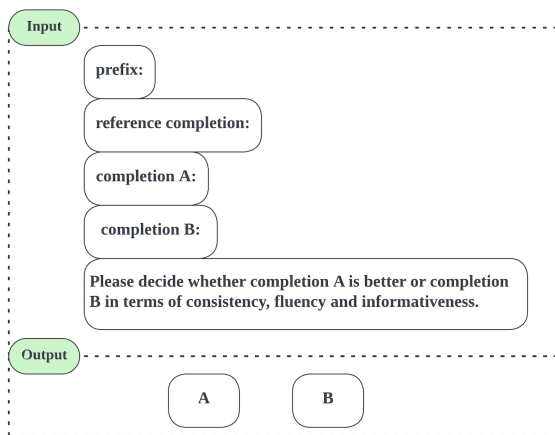 Input
prefix:
reference completion:
completion A:
completion B:
Please decide whether completion A is better or completion
B in terms of consistency, fluency and informativeness.
Output
A B